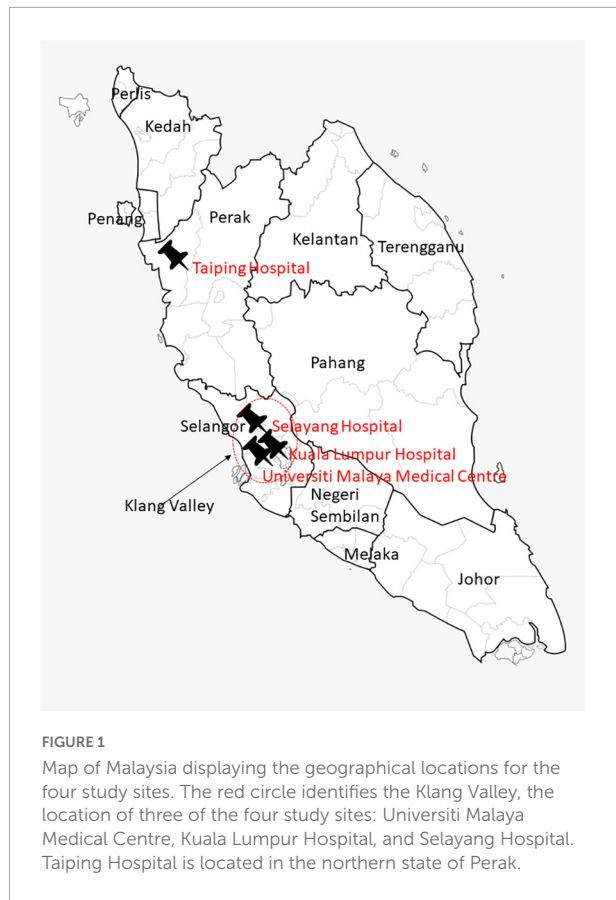 Perlis
Kedah
Penang
Perak
Kelantan
Terengganu
Taiping Hospital
Pahang
Selangor
Selayang Hospital
Kuala Lumpur Hospital
Universiti Malaya Medical Centre
Klang Valley
Negeri
Sembilan
Melaka
Johor
FIGURE 1
Map of Malaysia displaying the geographical locations for the
four study sites. The red circle identifies the Klang Valley, the
location of three of the four study sites: Universiti Malaya
Medical Centre, Kuala Lumpur Hospital, and Selayang Hospital.
Taiping Hospital is located in the northern state of Perak.